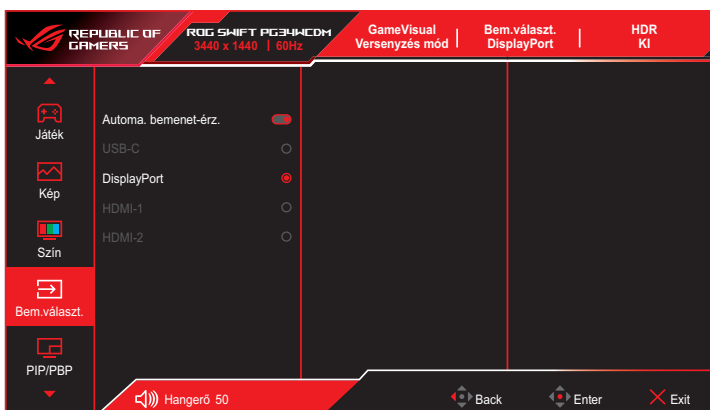 REPUBLIC OF
GAMERS
ROG SWIFT PG34WCDM
3440 x 1440 | 60Hz
GameVisual
Versenyzés mód
Bem.választ.
DisplayPort
HDR
KI
Játék
Kép
Szín
Bem.választ.
PIP/PBP
Automa. bemenet-érz.
USB-C
DisplayPort
HDMI-1
HDMI-2
Hangerő 50
Back
Enter
Exit